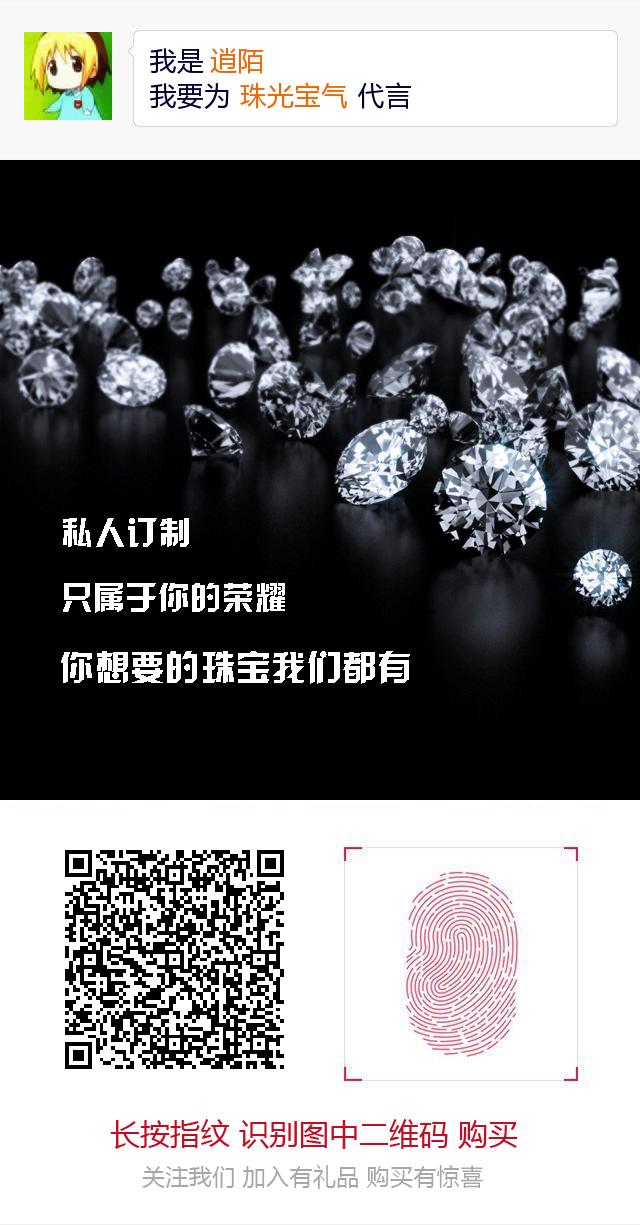 我是 逍陌
我要为 珠光宝气 代言
私人订制
只属于你的荣耀
你想要的珠宝我们都有
长按指纹 识别图中二维码 购买
关注我们 加入有礼品 购买有惊喜